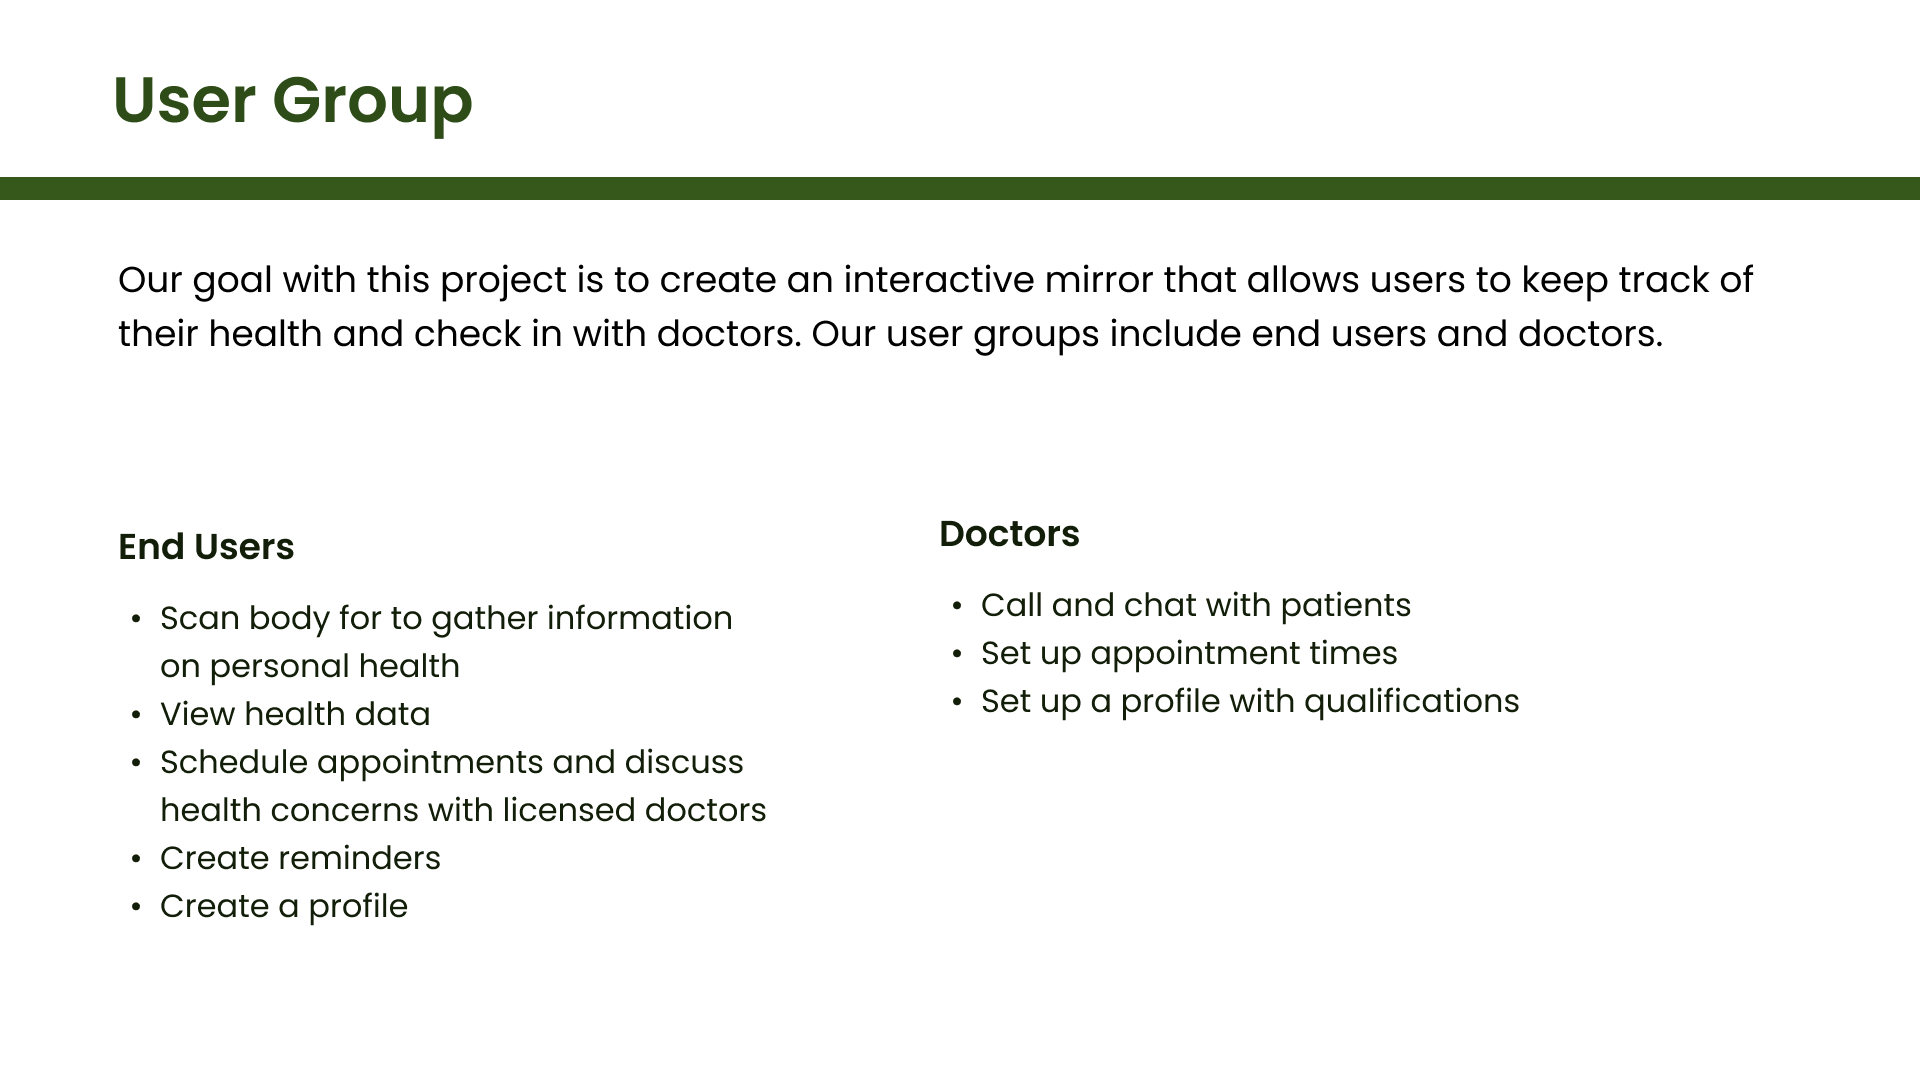 User Group
Our goal with this project is to create an interactive mirror that allows users to keep track of
their health and check in with doctors. Our user groups include end users and doctors.
End Users
• Scan body for to gather information
on personal health
• View health data
• Schedule appointments and discuss
health concerns with licensed doctors
• Create reminders
• Create a profile
Doctors
• Call and chat with patients
• Set up appointment times
• Set up a profile with qualifications